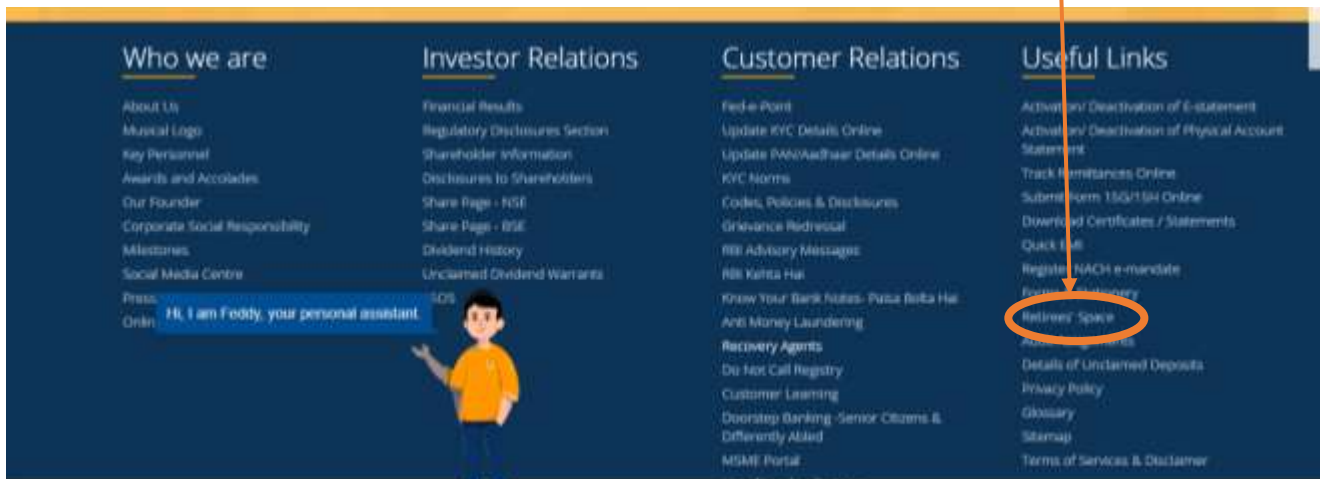 Who we are
About Us
Musical Logo
Key Personnel
Awards and Accolades
Our Founder
Corporate Social Responsibility
Milestones
Social Media Centre
Press
Onlin
Hi, I am Feddy, your personal assistant.
Investor Relations
Financial Results
Regulatory Disclosures Section
Shareholder Information
Disclosures to Shareholders
Share Page - NSE
Share Page - BSE
Dividend History
Unclaimed Dividend Warrants
Customer Relations
Fed-e-Point
Update KYC Details Online
Update PAN/Aadhaar Details Online
KYC Norms
Codes, Policies & Disclosures
Grievance Redressal
RBI Advisory Messages
RBI Kehta Hai
Know Your Bank Notes- Paisa Bolta Hai
Anti Money Laundering
Recovery Agents
Do Not Call Registry
Customer Learning
Doorstep Banking -Senior Citizens &
Differently Abled
MSME Portal
Useful Links
Activation/ Deactivation of E-statement
Activation/ Deactivation of Physical Account
Statement
Track Remittances Online
Submit Form 15G/15H Online
Download Certificates / Statements
Quick EMI
Register NACH e-mandate
Retirees' Space
Details of Unclaimed Deposits
Privacy Policy
Glossary
Sitemap
Terms of Services & Disclaimer